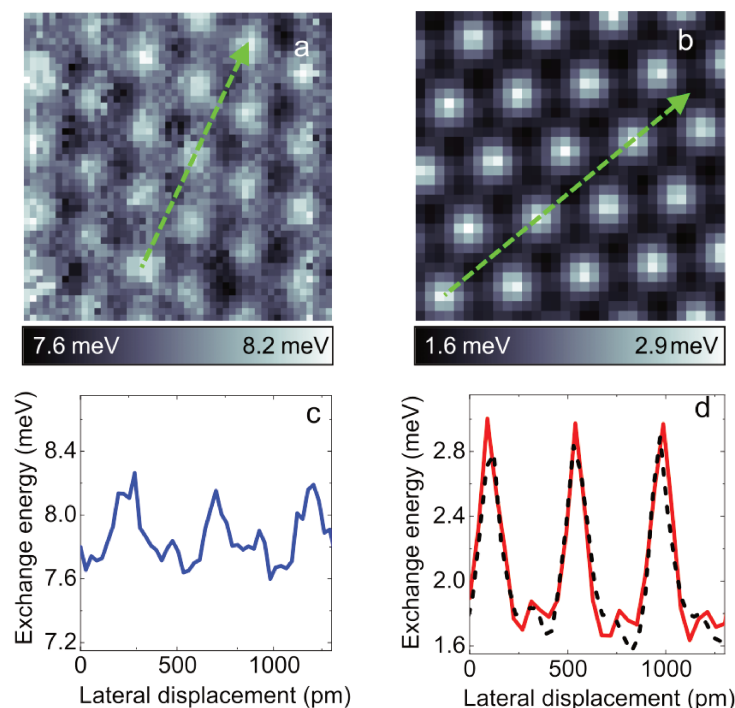 a
b
7.6 meV 8.2 meV
1.6 meV 2.9 meV
c
Exchange energy (meV)
8.4
8.0
7.6
7.2
0 500 1000
Lateral displacement (pm)
d
Exchange energy (meV)
2.8
2.4
2.0
1.6
0 500 1000
Lateral displacement (pm)